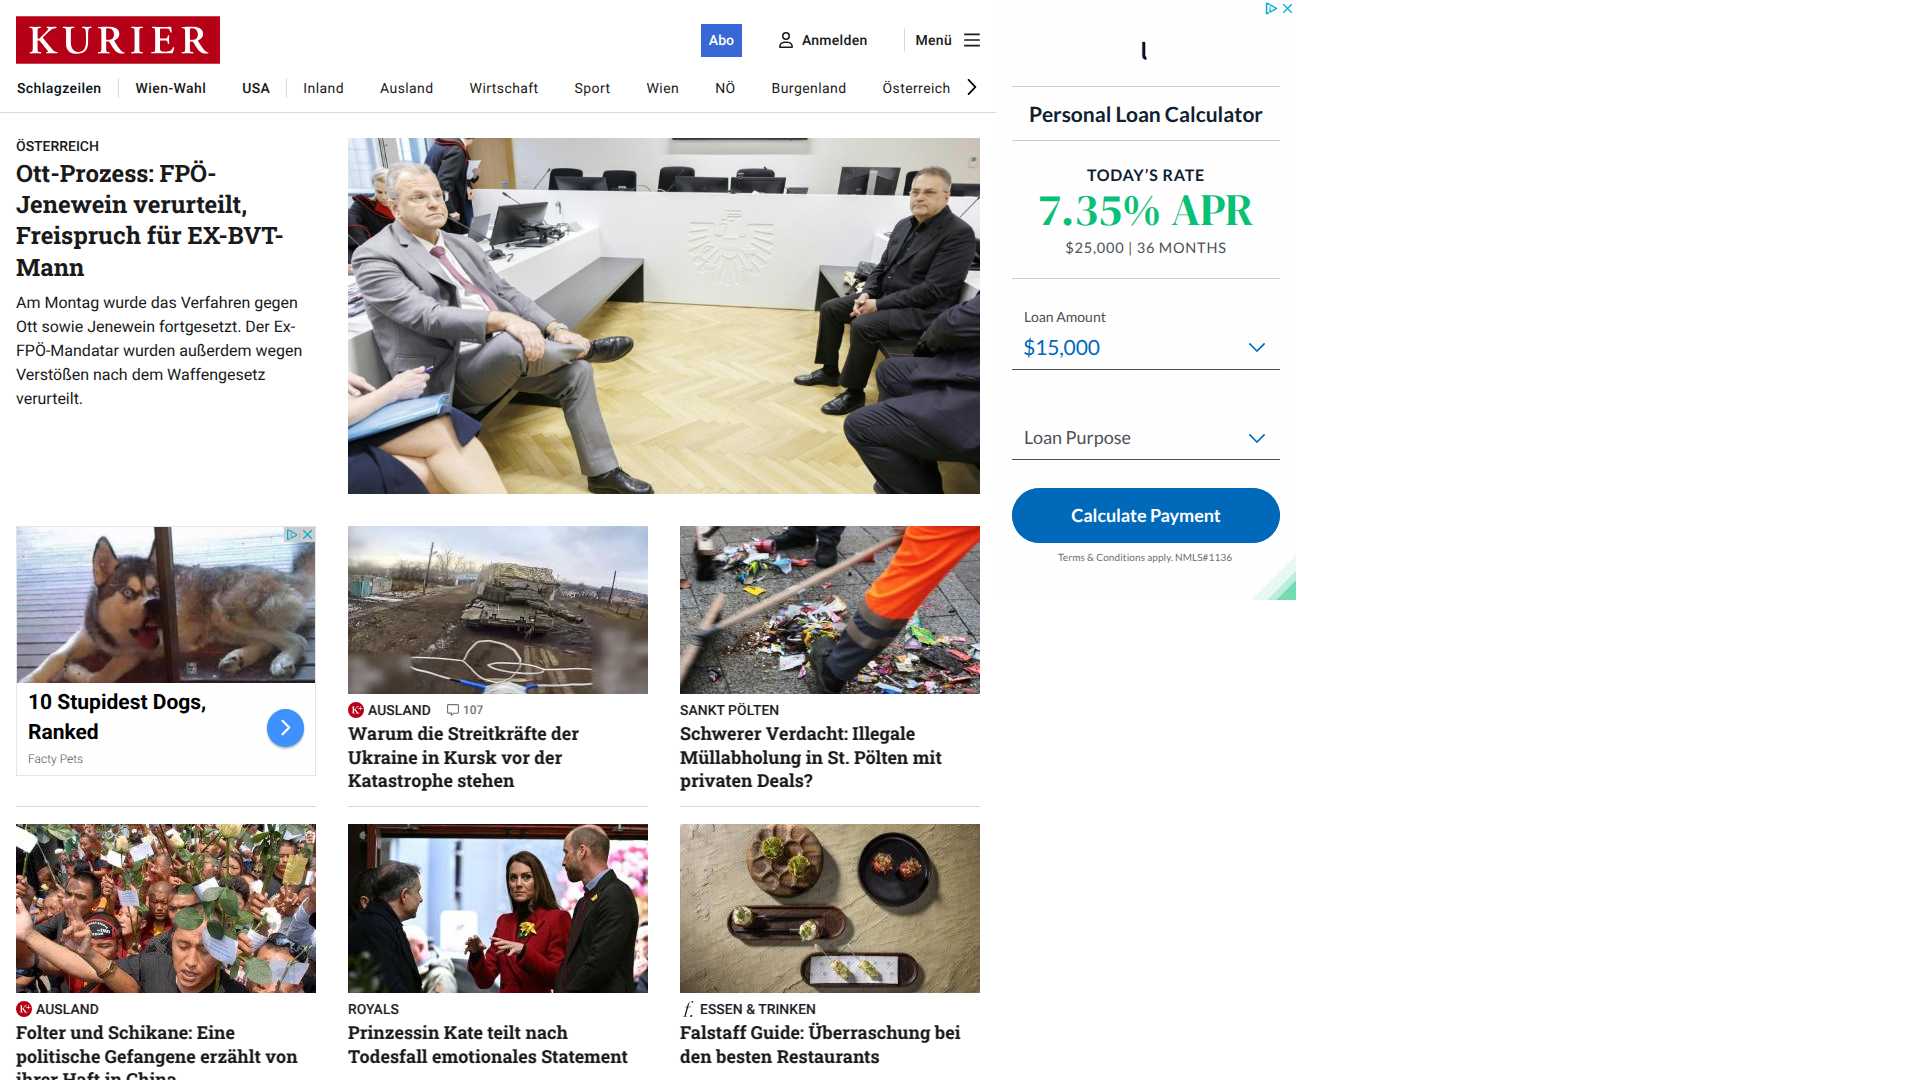 KURIER
Abo
Anmelden
Menü
Schlagzeilen
Wien-Wahl
USA
Inland
Ausland
Wirtschaft
Sport
Wien
NÖ
Burgenland
Österreich
ÖSTERREICH
Ott-Prozess: FPÖ-
Jenewein verurteilt,
Freispruch für EX-BVT-
Mann
Am Montag wurde das Verfahren gegen
Ott sowie Jenewein fortgesetzt. Der Ex-
FPÖ-Mandatar wurden außerdem wegen
Verstößen nach dem Waffengesetz
verurteilt.
10 Stupidest Dogs,
Ranked
Facty Pets
K+ AUSLAND 107
Warum die Streitkräfte der
Ukraine in Kursk vor der
Katastrophe stehen
SANKT PÖLTEN
Schwerer Verdacht: Illegale
Müllabholung in St. Pölten mit
privaten Deals?
K+ AUSLAND
Folter und Schikane: Eine
politische Gefangene erzählt von
ihrer Haft in China
ROYALS
Prinzessin Kate teilt nach
Todesfall emotionales Statement
f. ESSEN & TRINKEN
Falstaff Guide: Überraschung bei
den besten Restaurants
Personal Loan Calculator
TODAY'S RATE
7.35% APR
$25,000 | 36 MONTHS
Loan Amount
$15,000
Loan Purpose
Calculate Payment
Terms & Conditions apply. NMLS#1136